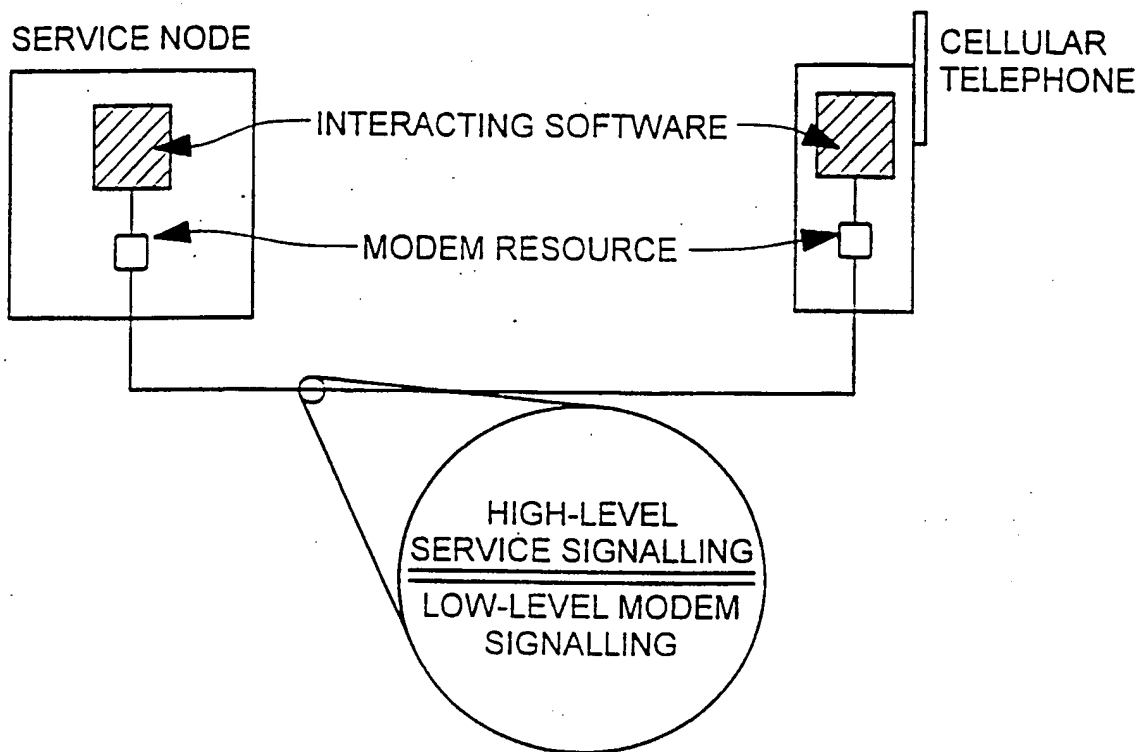 SERVICE NODE
CELLULAR
TELEPHONE
INTERACTING SOFTWARE
MODEM RESOURCE
HIGH-LEVEL
SERVICE SIGNALLING
LOW-LEVEL MODEM
SIGNALLING